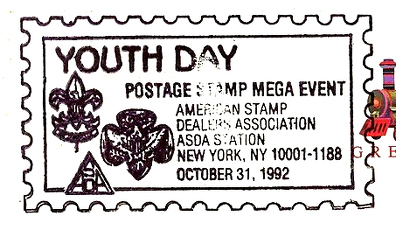 YOUTH DAY
POSTAGE STAMP MEGA EVENT
AMERICAN STAMP
DEALERS ASSOCIATION
ASDA STATION
NEW YORK, NY 10001-1188
OCTOBER 31, 1992
GRE